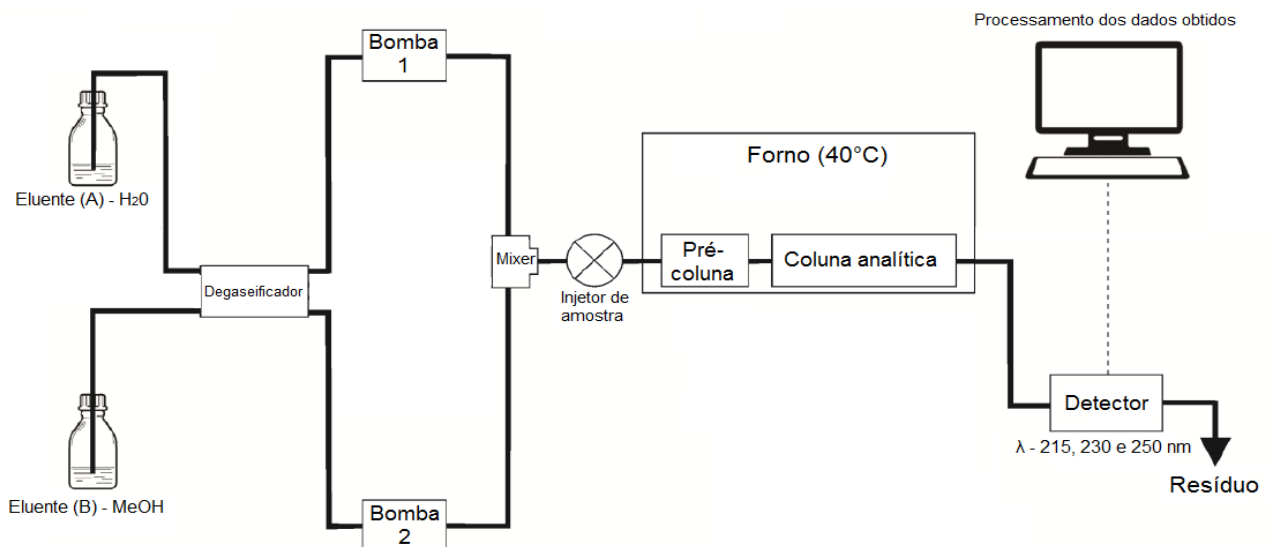 Processamento dos dados obtidos
Bomba
1
Eluente (A) - H20
Degaseificador
Mixer
Injetor de
amostra
Forno (40°C)
Pré-
coluna
Coluna analítica
Detector
λ - 215, 230 e 250 nm
Resíduo
Eluente (B) - MeOH
Bomba
2